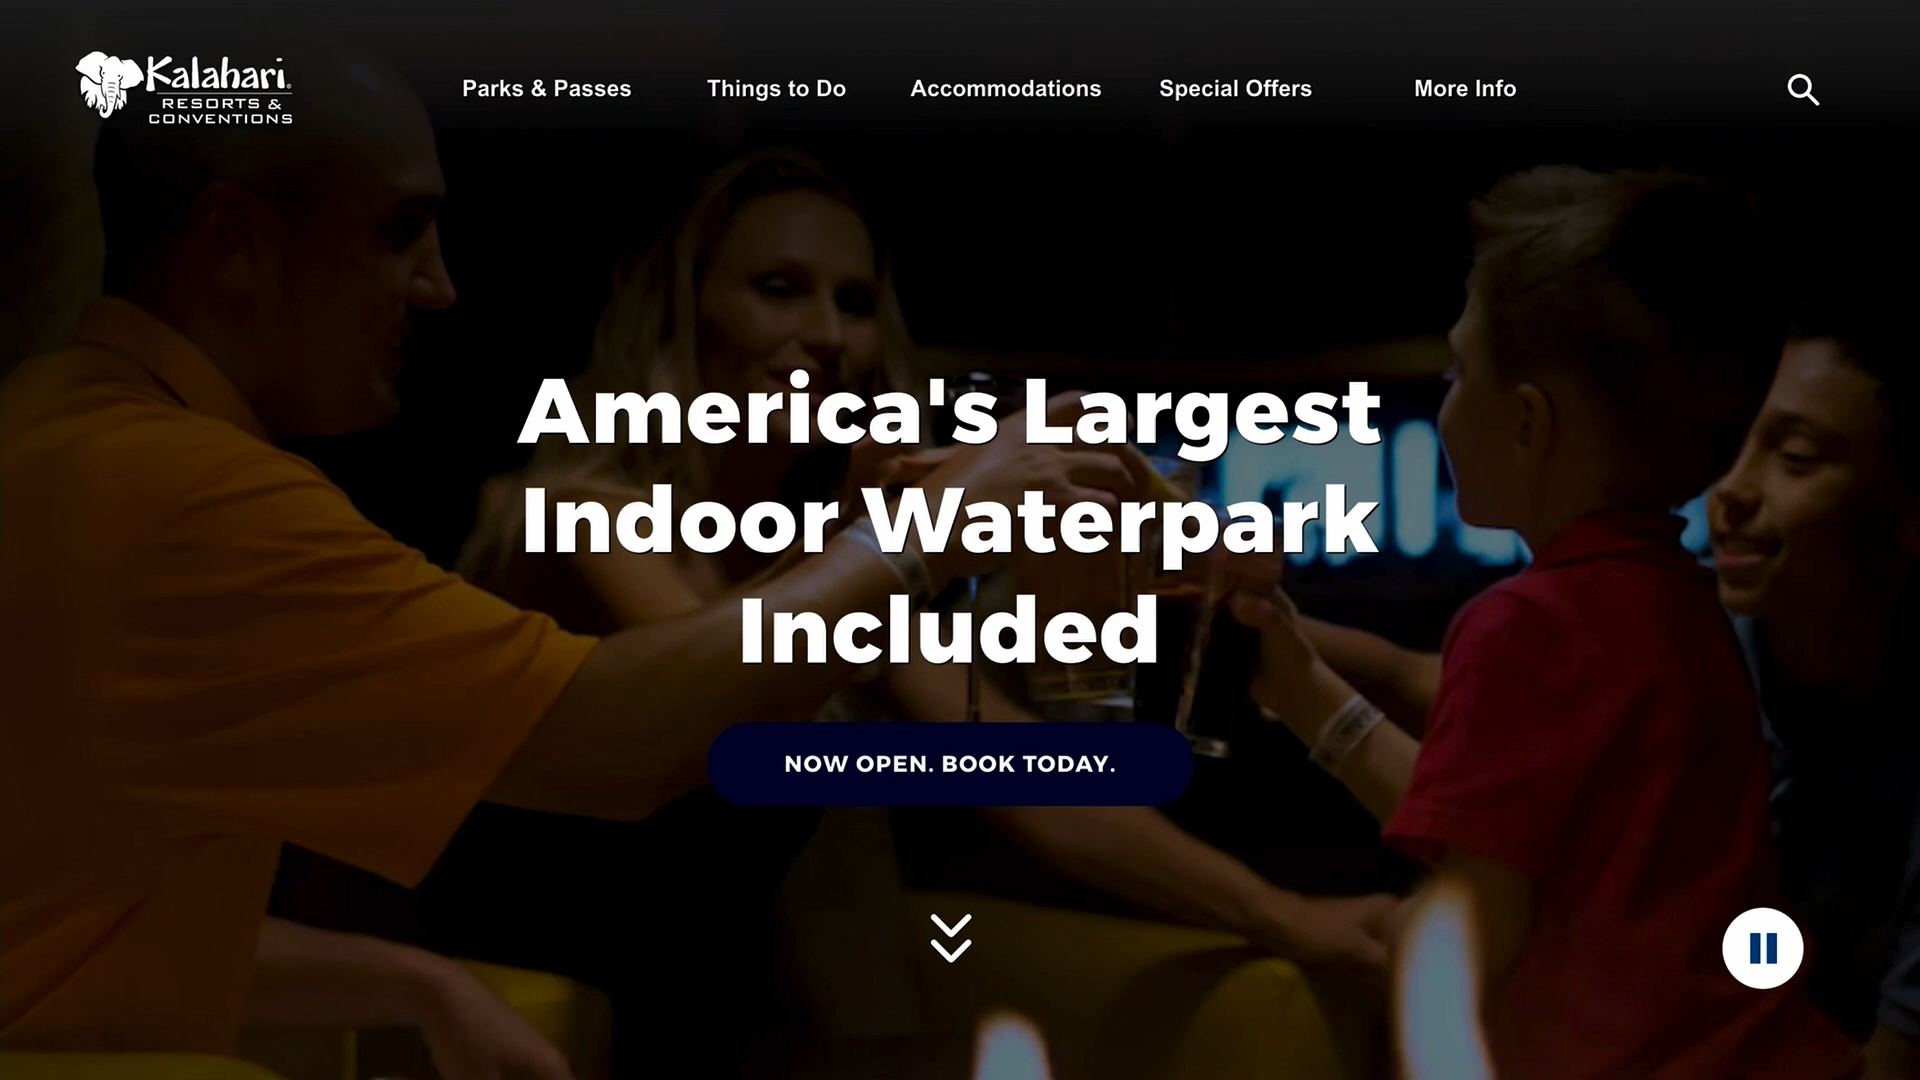 Kalahari®
RESORTS &
CONVENTIONS
Parks & Passes
Things to Do
Accommodations
Special Offers
More Info
America's Largest
Indoor Waterpark
Included
NOW OPEN. BOOK TODAY.